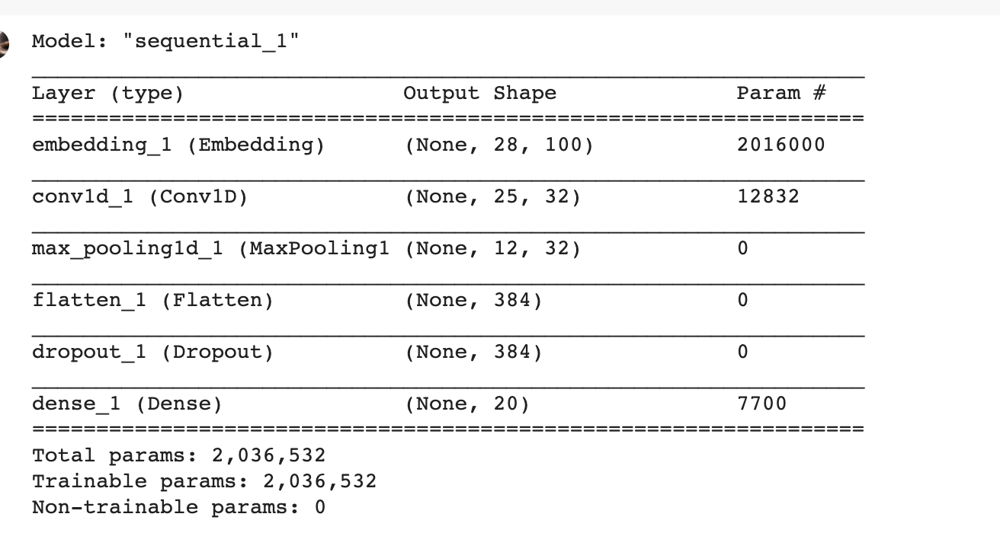 Model: "sequential_1"
_________________________________________________________________
Layer (type)                 Output Shape              Param #
=================================================================
embedding_1 (Embedding)      (None, 28, 100)           2016000
_________________________________________________________________
conv1d_1 (Conv1D)            (None, 25, 32)            12832
_________________________________________________________________
max_pooling1d_1 (MaxPooling1 (None, 12, 32)            0
_________________________________________________________________
flatten_1 (Flatten)          (None, 384)               0
_________________________________________________________________
dropout_1 (Dropout)          (None, 384)               0
_________________________________________________________________
dense_1 (Dense)              (None, 20)                7700
=================================================================
Total params: 2,036,532
Trainable params: 2,036,532
Non-trainable params: 0